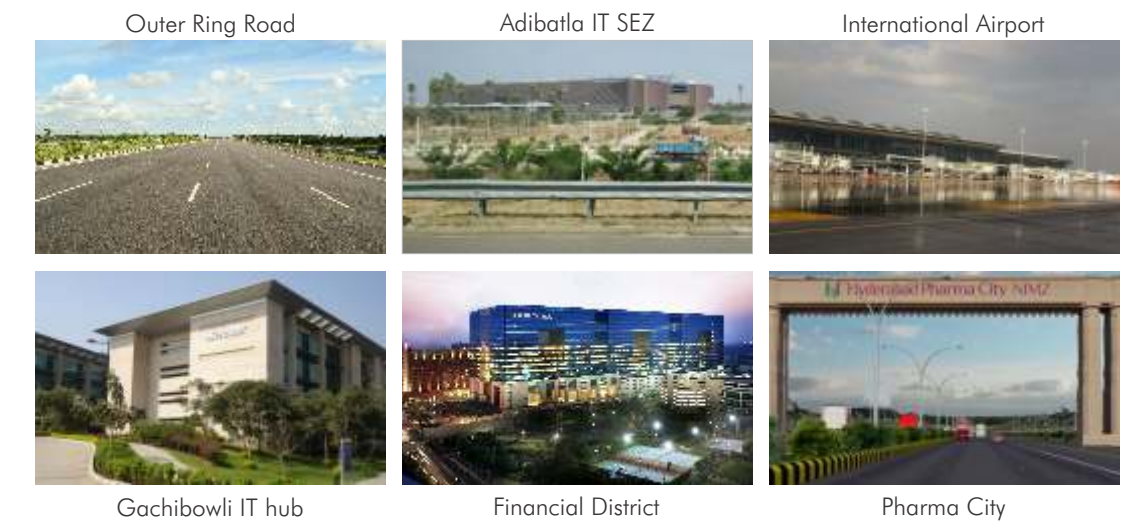 Outer Ring Road
Adibatla IT SEZ
International Airport
Hyderabad Pharma City NIMZ
Gachibowli IT hub
Financial District
Pharma City